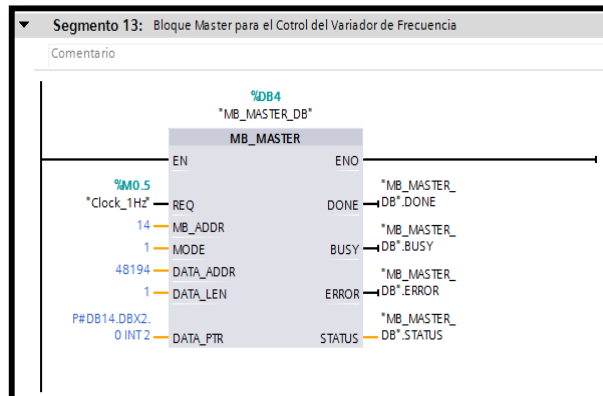 Segmento 13: Bloque Master para el Cotrol del Variador de Frecuencia
Comentario
%DB4
"MB_MASTER_DB"
MB_MASTER
EN ENO
%M0.5
"Clock_1Hz" REQ
DONE "MB_MASTER_
DB".DONE
14 MB_ADDR
1 MODE
BUSY "MB_MASTER_
DB".BUSY
48194 DATA_ADDR
1 DATA_LEN
ERROR "MB_MASTER_
DB".ERROR
P#DB14.DBX2.
0 INT 2 DATA_PTR
STATUS "MB_MASTER_
DB".STATUS